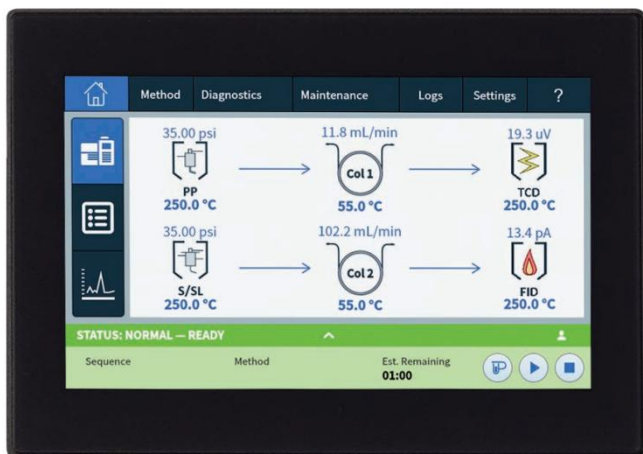 Method Diagnostics Maintenance Logs Settings ?
35.00 psi 11.8 mL/min 19.3 uV
Col 1
PP TCD
250.0 °C 55.0 °C 250.0 °C
35.00 psi 102.2 mL/min 13.4 pA
Col 2
S/SL FID
250.0 °C 55.0 °C 250.0 °C
STATUS: NORMAL — READY
Sequence Method Est. Remaining
01:00